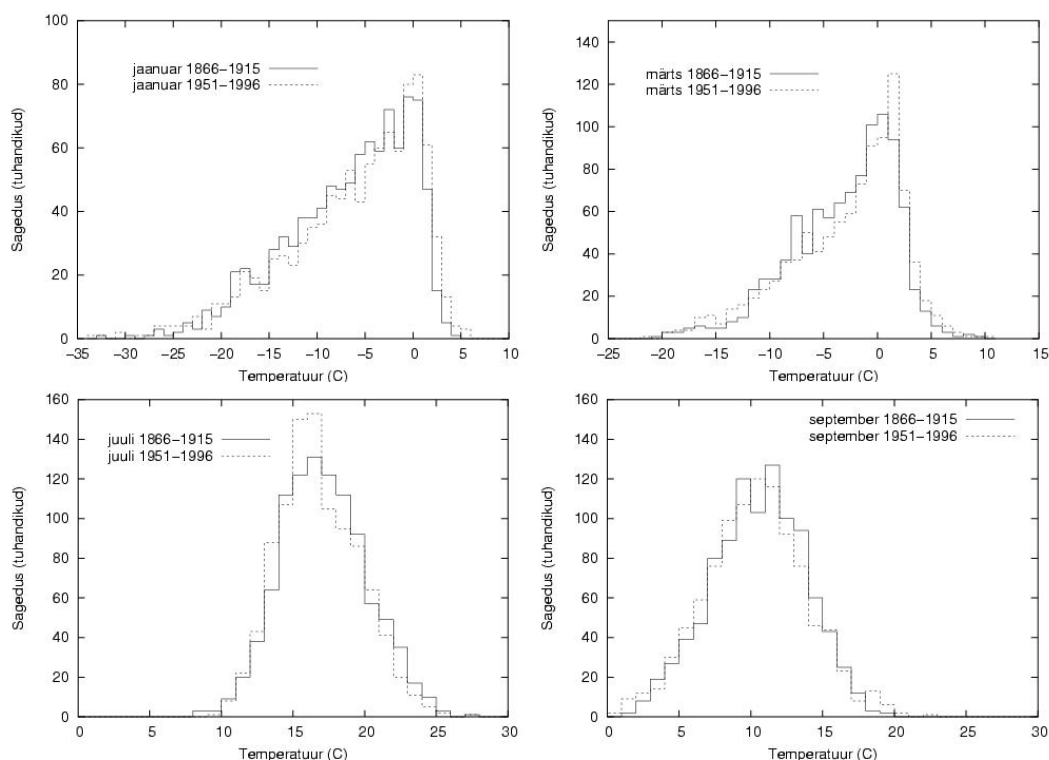 100
80
60
40
20
0
Sagedus (tuhandikud)
jaanuar 1866−1915
jaanuar 1951−1996
−35 −30 −25 −20 −15 −10 −5 0 5 10
Temperatuur (C)
140
120
100
80
60
40
20
0
Sagedus (tuhandikud)
märts 1866−1915
märts 1951−1996
−25 −20 −15 −10 −5 0 5 10 15
Temperatuur (C)
160
140
120
100
80
60
40
20
0
Sagedus (tuhandikud)
juuli 1866−1915
juuli 1951−1996
0 5 10 15 20 25 30
Temperatuur (C)
160
140
120
100
80
60
40
20
0
Sagedus (tuhandikud)
september 1866−1915
september 1951−1996
0 5 10 15 20 25 30
Temperatuur (C)